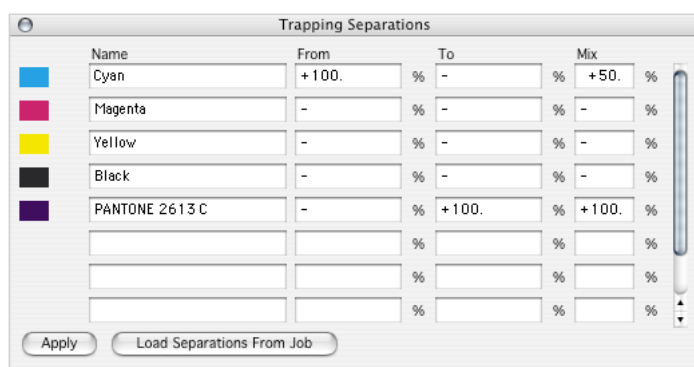 Trapping Separations
Name From To Mix
Cyan +100. % - % +50. %
Magenta - % - % - %
Yellow - % - % - %
Black - % - % - %
PANTONE 2613 C - % +100. % +100. %
% % %
% % %
% % %
Apply Load Separations From Job